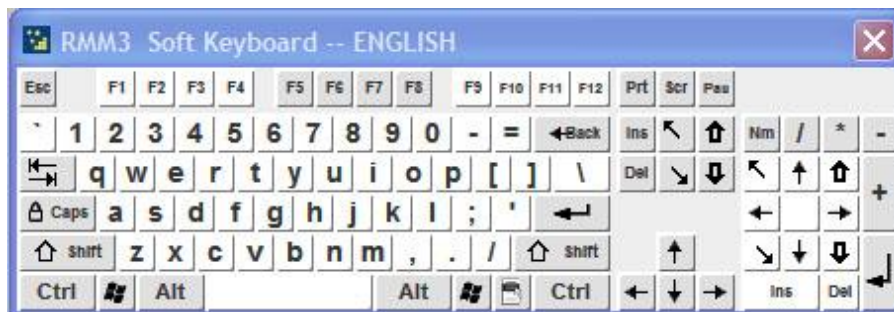 RMM3 Soft Keyboard -- ENGLISH
Esc F1 F2 F3 F4 F5 F6 F7 F8 F9 F10 F11 F12 Prt Scr Pau
` 1 2 3 4 5 6 7 8 9 0 - = Back Ins Nm / * -
q w e r t y u i o p [ ] \ Del +
Caps a s d f g h j k l ; '
Shift z x c v b n m , . / Shift
Ctrl Alt Alt Ctrl Ins Del